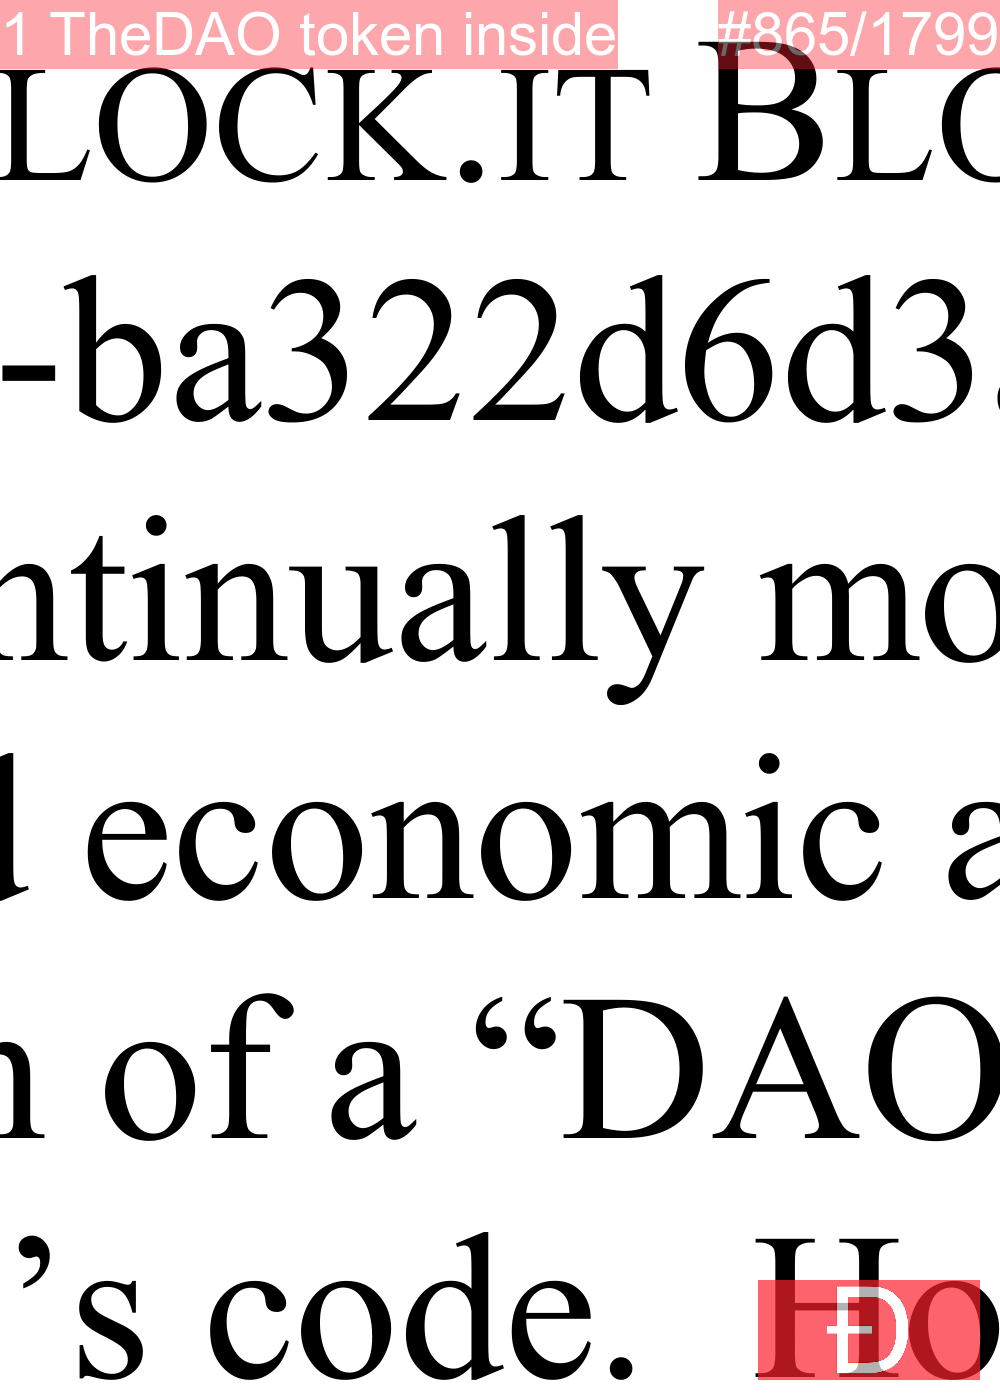 1 TheDAO token inside #865/1799
LOCK.IT BLO
-ba322d6d3
ntinually mo
d economic a
n of a “DAO
’s code. Ho
Đ